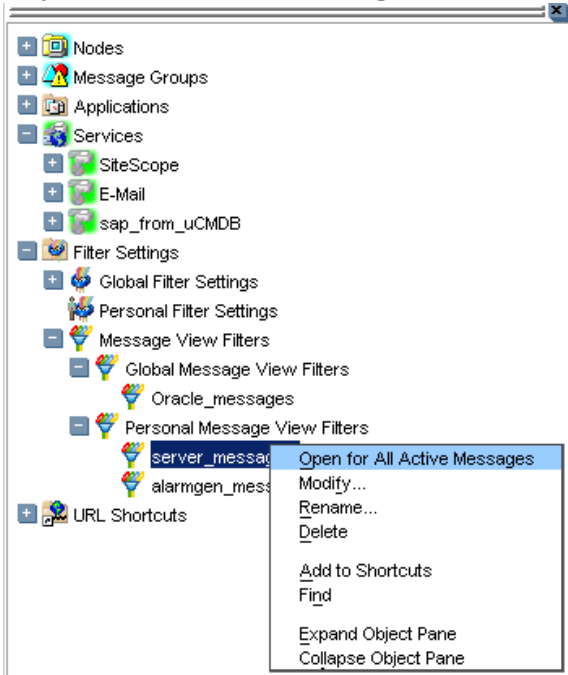 Nodes
Message Groups
Applications
Services
SiteScope
E-Mail
sap_from_uCMDB
Filter Settings
Global Filter Settings
Personal Filter Settings
Message View Filters
Global Message View Filters
Oracle_messages
Personal Message View Filters
server_messag
alarmgen_mess
URL Shortcuts
Open for All Active Messages
Modify...
Rename...
Delete
Add to Shortcuts
Find
Expand Object Pane
Collapse Object Pane